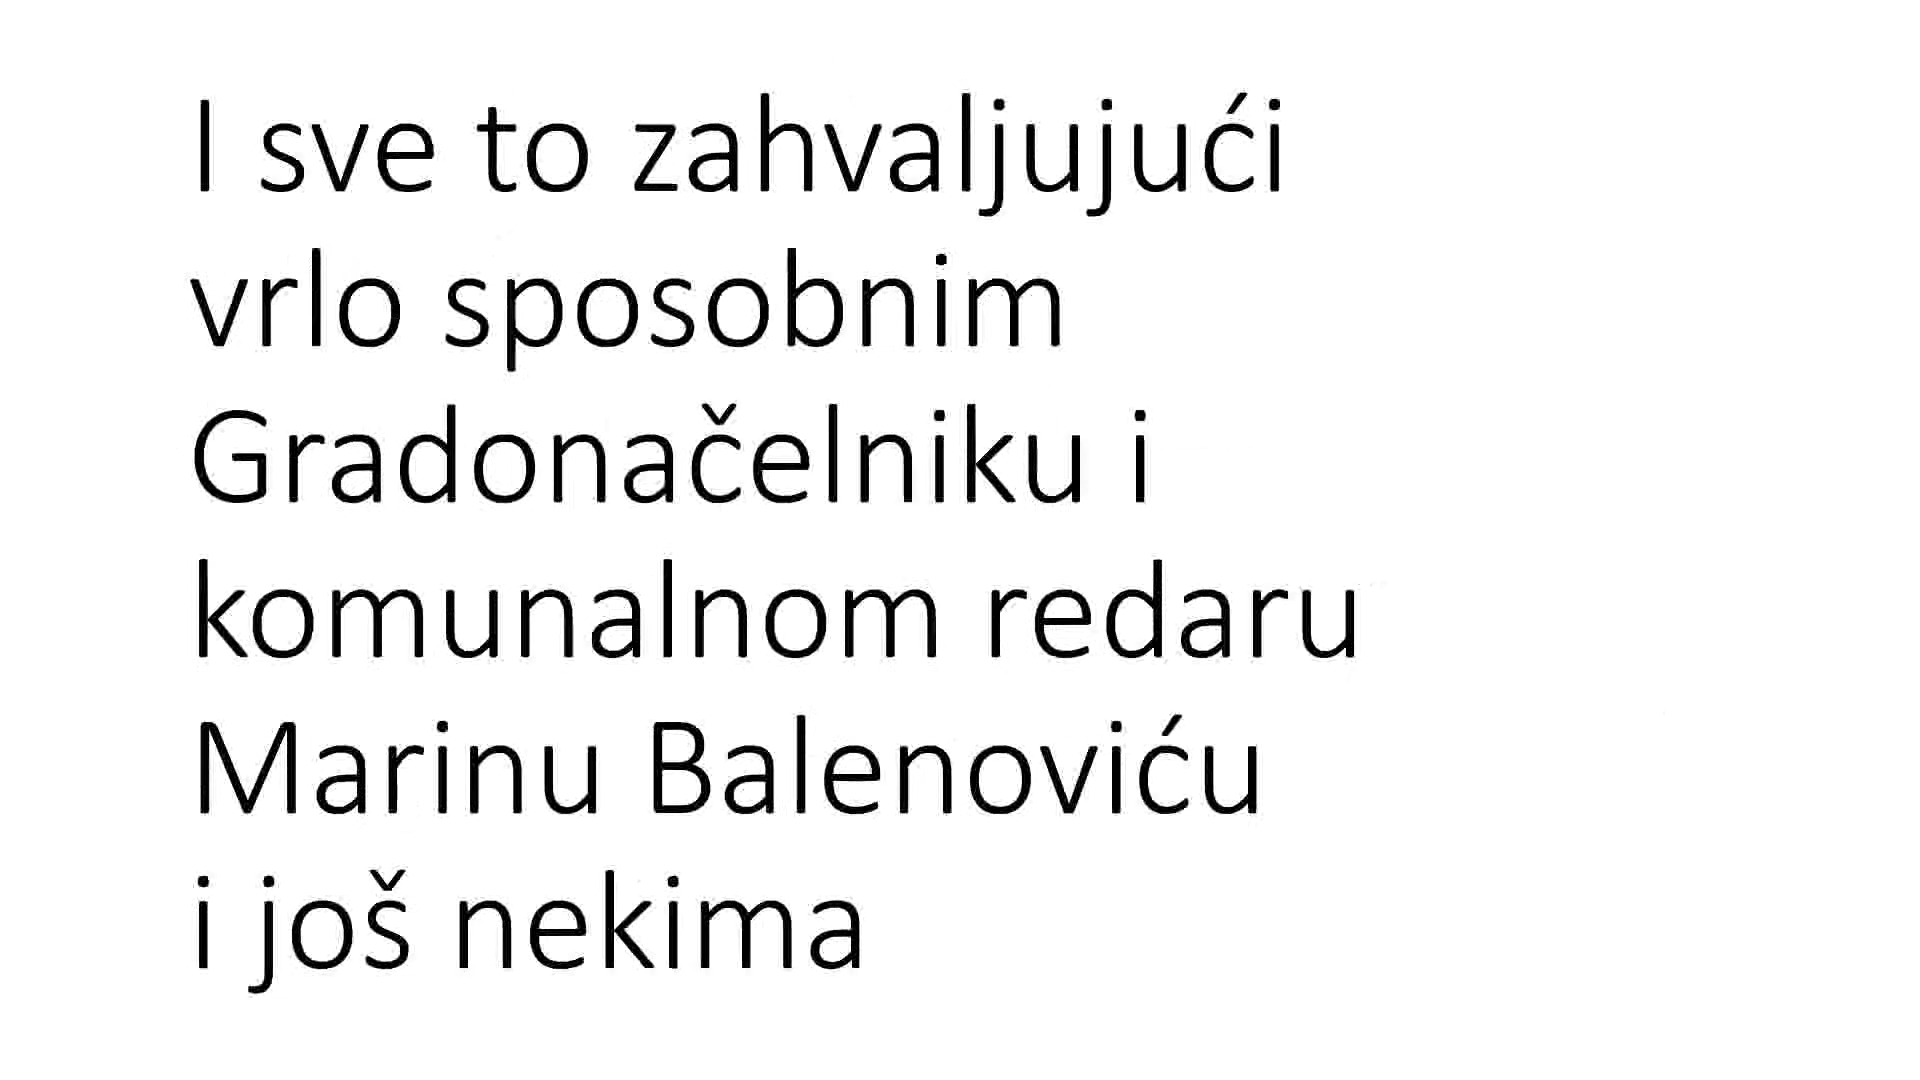 I sve to zahvaljujući
vrlo sposobnim
Gradonačelniku i
komunalnom redaru
Marinu Balenoviću
i još nekima